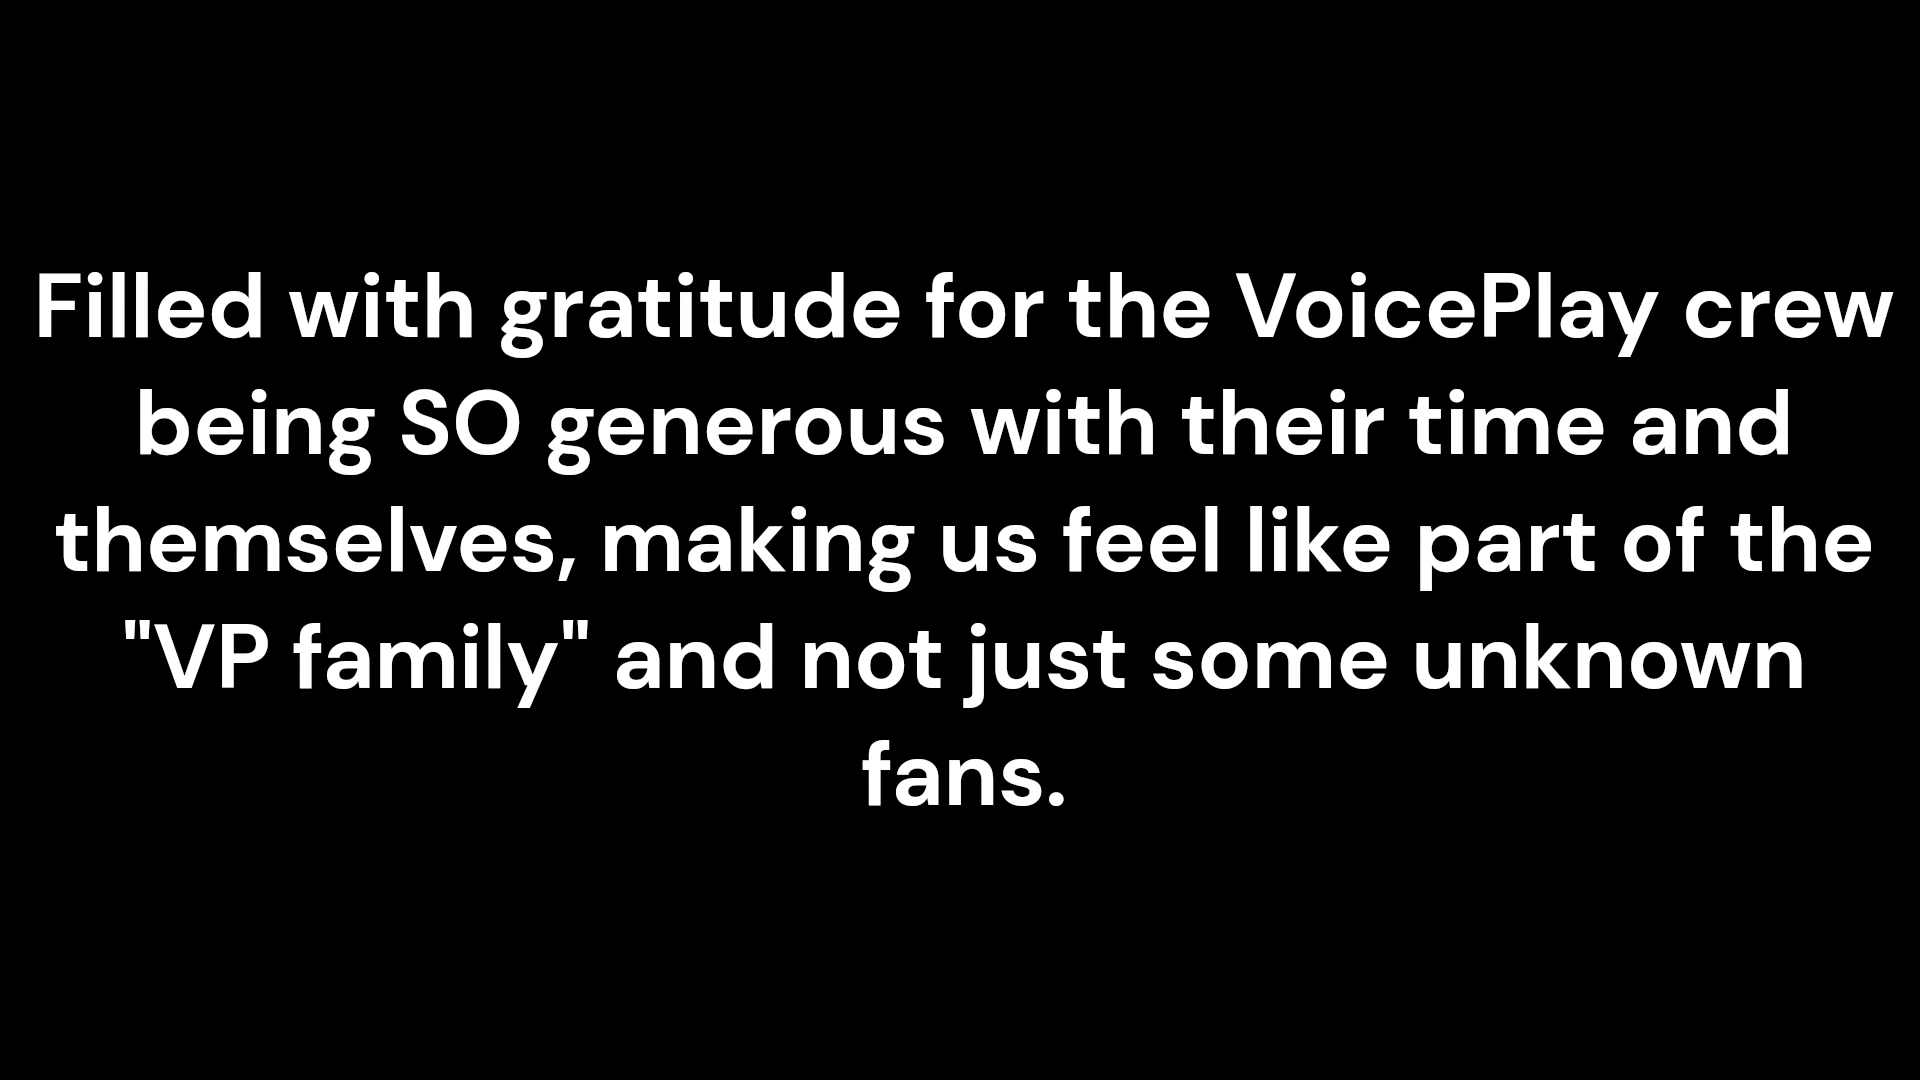 Filled with gratitude for the VoicePlay crew
being SO generous with their time and
themselves, making us feel like part of the
"VP family" and not just some unknown
fans.